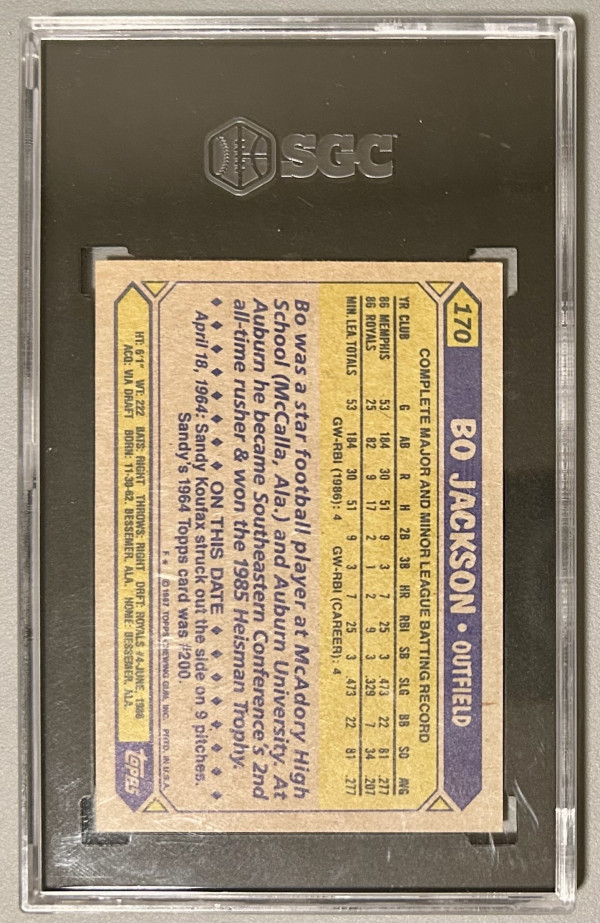 SGC
170
BO JACKSON • OUTFIELD
COMPLETE MAJOR AND MINOR LEAGUE BATTING RECORD
YR CLUB G AB R H 2B 3B HR RBI SB SLG BB SO AVG
86 MEMPHIS 53 184 30 51 9 3 7 25 3 .473 22 81 .277
86 ROYALS 25 82 9 17 2 1 2 9 3 .329 7 34 .207
MIN. LEA. TOTALS 53 184 30 51 9 3 7 25 3 .473 22 81 .277
GW-RBI (1986): 4 GW-RBI (CAREER): 4
Bo was a star football player at McAdory High
School (McCalla, Ala.) and Auburn University. At
Auburn he became Southeastern Conference's 2nd
all-time rusher & won the 1985 Heisman Trophy.
♦ ♦ ♦ ♦ ♦ ♦ ♦ ON THIS DATE ♦ ♦ ♦ ♦ ♦ ♦ ♦
April 18, 1964: Sandy Koufax struck out the side on 9 pitches.
Sandy's 1964 Topps card was #200.
F ★ © 1987 TOPPS CHEWING GUM, INC. PRTD. IN U.S.A.
HT: 6'1" WT: 222 BATS: RIGHT THROWS: RIGHT DRFT: ROYALS #4-JUNE, 1986
ACQ: VIA DRAFT BORN: 11-30-62, BESSEMER, ALA. HOME: BESSEMER, ALA.
TOPPS